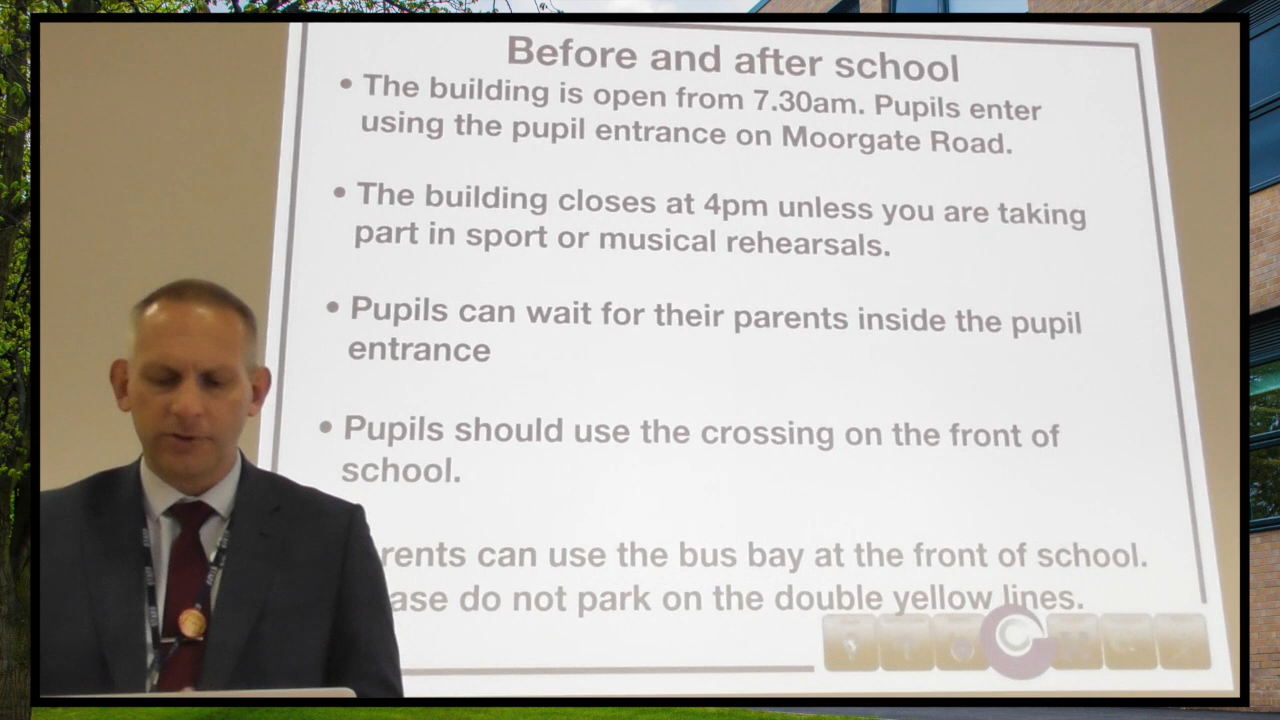 Before and after school
• The building is open from 7.30am. Pupils enter
using the pupil entrance on Moorgate Road.
• The building closes at 4pm unless you are taking
part in sport or musical rehearsals.
• Pupils can wait for their parents inside the pupil
entrance
• Pupils should use the crossing on the front of
school.
rents can use the bus bay at the front of school.
ase do not park on the double yellow lines.